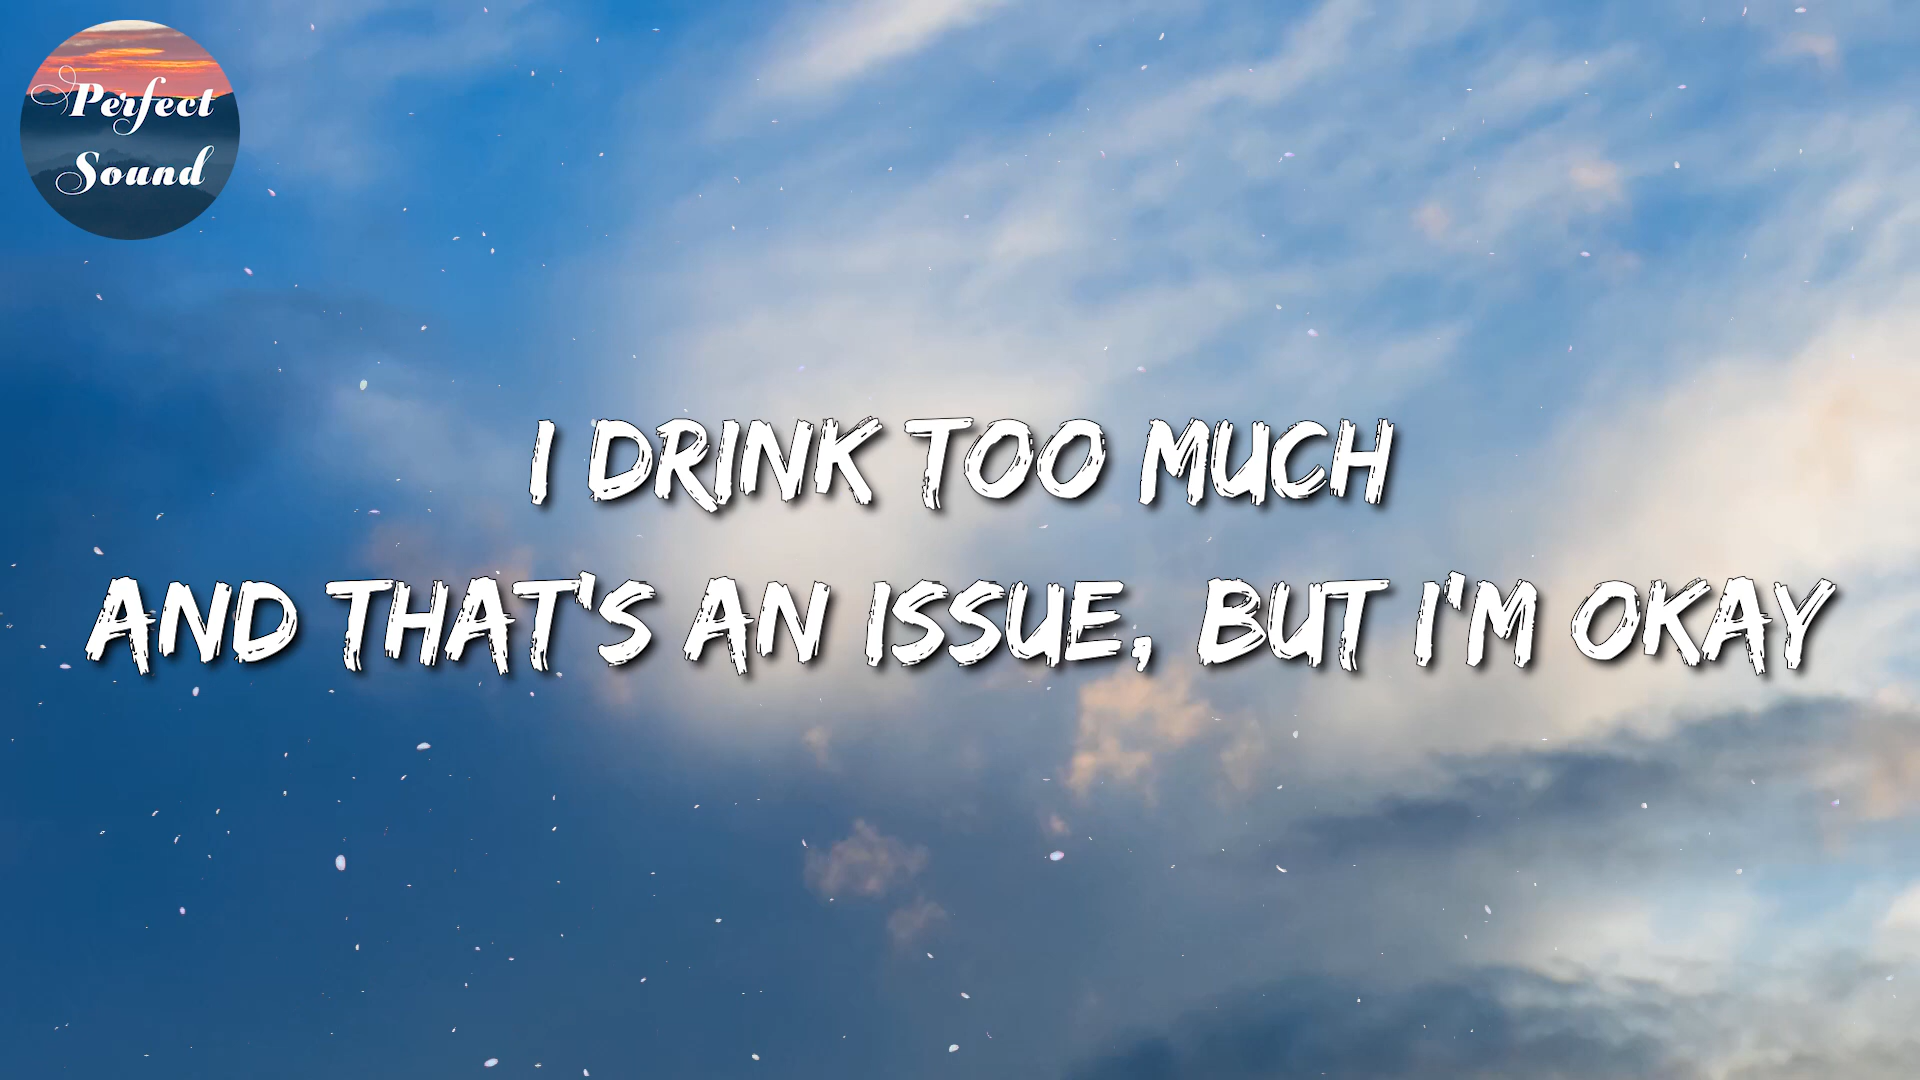 Perfect
Sound
I DRINK TOO MUCH
AND THAT'S AN ISSUE, BUT I'M OKAY